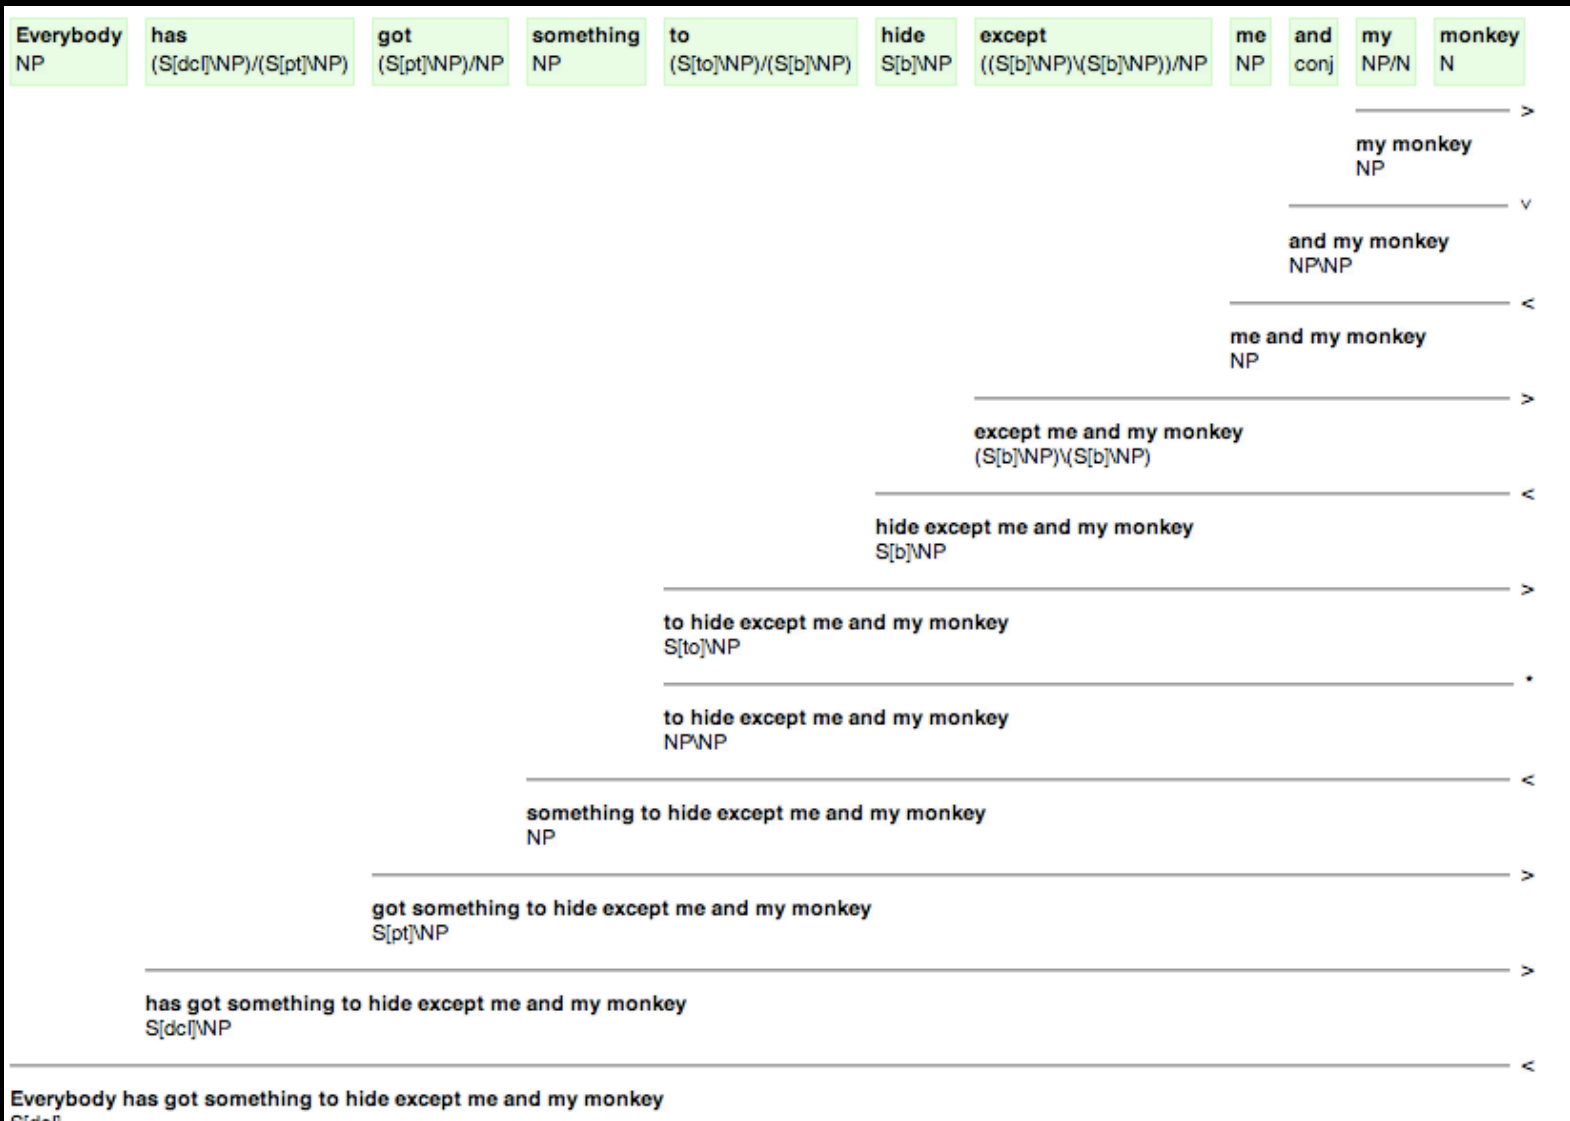 Everybody has got something to hide except me and my monkey
NP (S[dcl]\NP)/(S[pt]\NP) (S[pt]\NP)/NP NP (S[to]\NP)/(S[b]\NP) S[b]\NP ((S[b]\NP)\(S[b]\NP))/NP NP conj NP/N N
>
my monkey
NP
v
and my monkey
NP\NP
<
me and my monkey
NP
>
except me and my monkey
(S[b]\NP)\(S[b]\NP)
<
hide except me and my monkey
S[b]\NP
>
to hide except me and my monkey
S[to]\NP
*
to hide except me and my monkey
NP\NP
<
something to hide except me and my monkey
NP
>
got something to hide except me and my monkey
S[pt]\NP
>
has got something to hide except me and my monkey
S[dcl]\NP
<
Everybody has got something to hide except me and my monkey